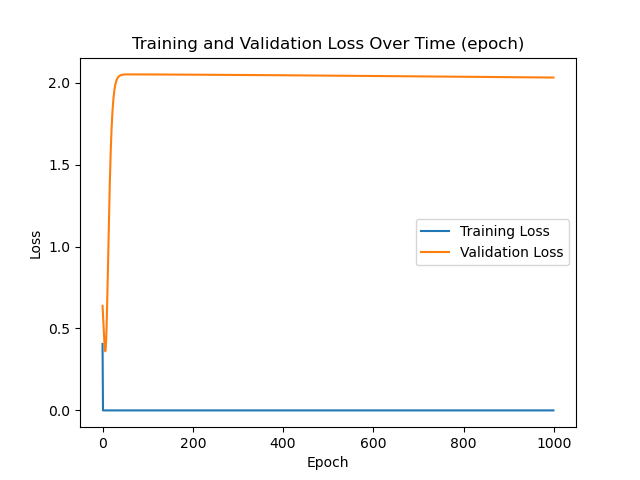 Training and Validation Loss Over Time (epoch)
2.0
1.5
1.0
0.5
0.0
Loss
Training Loss
Validation Loss
0 200 400 600 800 1000
Epoch